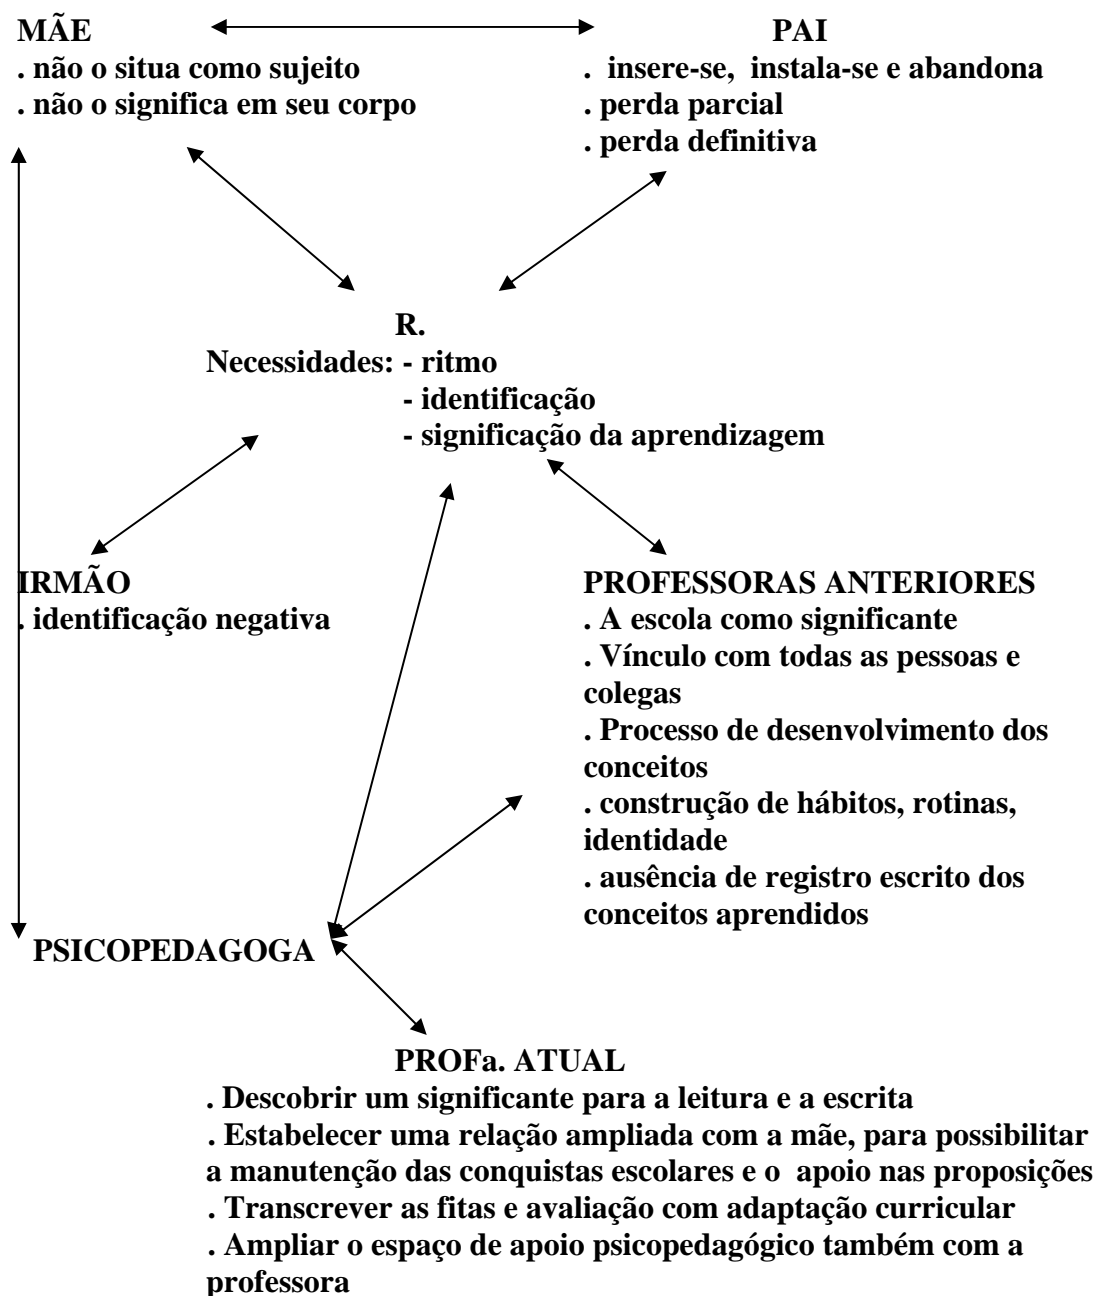 MÃE
. não o situa como sujeito
. não o significa em seu corpo
PAI
. insere-se, instala-se e abandona
. perda parcial
. perda definitiva
R.
Necessidades: - ritmo
- identificação
- significação da aprendizagem
IRMÃO
. identificação negativa
PROFESSORAS ANTERIORES
. A escola como significante
. Vínculo com todas as pessoas e
colegas
. Processo de desenvolvimento dos
conceitos
. construção de hábitos, rotinas,
identidade
. ausência de registro escrito dos
conceitos aprendidos
PSICOPEDAGOGA
PROFa. ATUAL
. Descobrir um significante para a leitura e a escrita
. Estabelecer uma relação ampliada com a mãe, para possibilitar
a manutenção das conquistas escolares e o apoio nas proposições
. Transcrever as fitas e avaliação com adaptação curricular
. Ampliar o espaço de apoio psicopedagógico também com a
professora